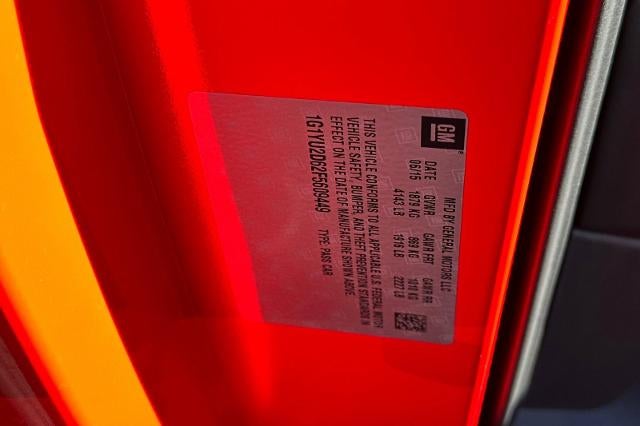 GM
MFD BY GENERAL MOTORS LLC
DATE GVWR GAWR FRT GAWR RR
06/15 1879 KG 869 KG 1010 KG
4143 LB 1916 LB 2227 LB
THIS VEHICLE CONFORMS TO ALL APPLICABLE U.S. FEDERAL MOTOR
VEHICLE SAFETY, BUMPER, AND THEFT PREVENTION STANDARDS IN
EFFECT ON THE DATE OF MANUFACTURE SHOWN ABOVE.
1G1YU2D62F5609449 TYPE: PASS CAR